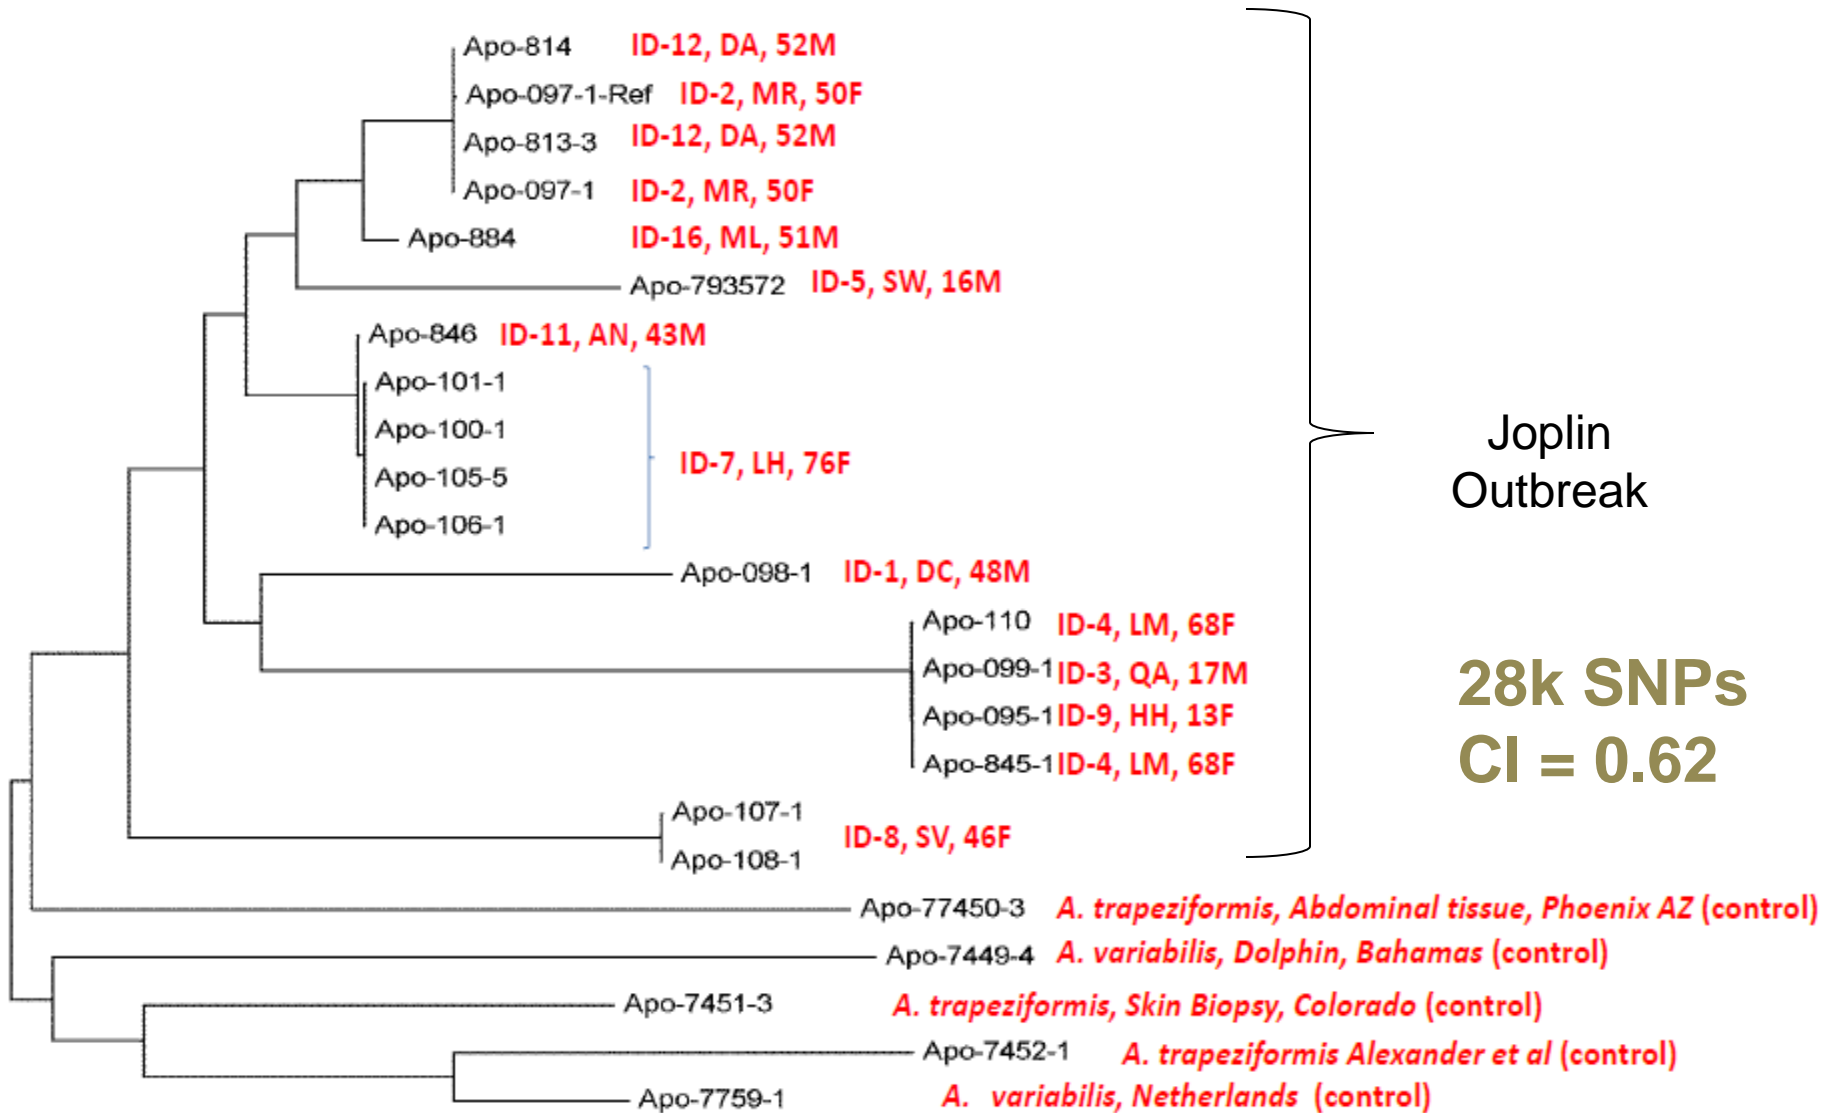 Apo-814 ID-12, DA, 52M
Apo-097-1-Ref ID-2, MR, 50F
Apo-813-3 ID-12, DA, 52M
Apo-097-1 ID-2, MR, 50F
Apo-884 ID-16, ML, 51M
Apo-793572 ID-5, SW, 16M
Apo-846 ID-11, AN, 43M
Apo-101-1
Apo-100-1
ID-7, LH, 76F
Apo-105-5
Apo-106-1
Joplin
Outbreak
Apo-098-1 ID-1, DC, 48M
Apo-110 ID-4, LM, 68F
Apo-099-1 ID-3, QA, 17M
Apo-095-1 ID-9, HH, 13F
Apo-845-1 ID-4, LM, 68F
28k SNPs
CI = 0.62
Apo-107-1
ID-8, SV, 46F
Apo-108-1
Apo-77450-3 A. trapeziformis, Abdominal tissue, Phoenix AZ (control)
Apo-7449-4 A. variabilis, Dolphin, Bahamas (control)
Apo-7451-3 A. trapeziformis, Skin Biopsy, Colorado (control)
Apo-7452-1 A. trapeziformis Alexander et al (control)
Apo-7759-1 A. variabilis, Netherlands (control)